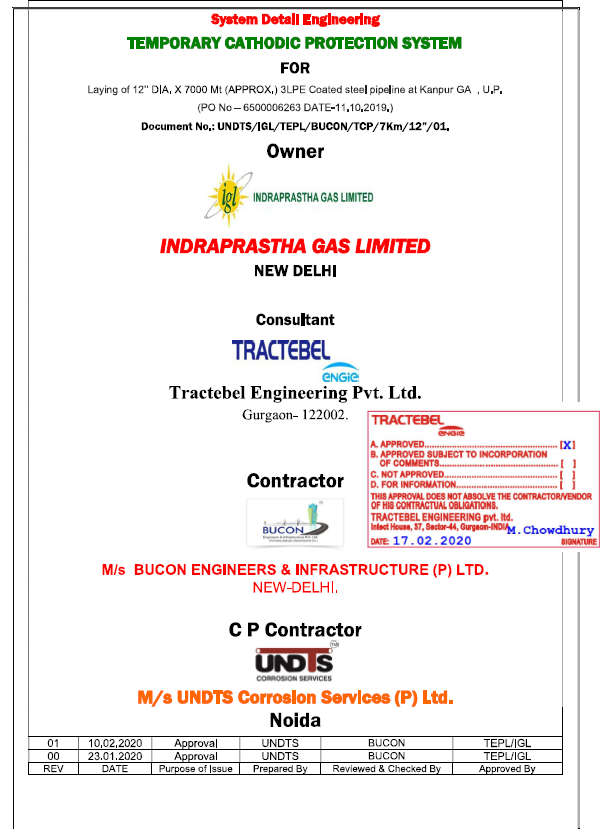 System Detail Engineering
TEMPORARY CATHODIC PROTECTION SYSTEM
FOR
Laying of 12" DIA, X 7000 Mt (APPROX.) 3LPE Coated steel pipeline at Kanpur GA , U.P.
(PO No – 6500006263 DATE-11.10.2019.)
Document No.: UNDTS/IGL/TEPL/BUCON/TCP/7Km/12"/01.
Owner
igl INDRAPRASTHA GAS LIMITED
INDRAPRASTHA GAS LIMITED
NEW DELHI
Consultant
TRACTEBEL
ENGIE
Tractebel Engineering Pvt. Ltd.
Gurgaon- 122002.
TRACTEBEL
ENGIE
A. APPROVED............................................... [X]
B. APPROVED SUBJECT TO INCORPORATION
OF COMMENTS.......................................... [ ]
C. NOT APPROVED........................................ [ ]
D. FOR INFORMATION.................................... [ ]
THIS APPROVAL DOES NOT ABSOLVE THE CONTRACTOR/VENDOR
OF HIS CONTRACTUAL OBLIGATIONS.
TRACTEBEL ENGINEERING pvt. ltd.
Intact House, 37, Sector-44, Gurgaon-INDIA M.Chowdhury
DATE: 17.02.2020 SIGNATURE
Contractor
BUCON
M/s BUCON ENGINEERS & INFRASTRUCTURE (P) LTD.
NEW-DELHI.
C P Contractor
UNDTS
CORROSION SERVICES
M/s UNDTS Corrosion Services (P) Ltd.
Noida
01 10,02,2020 Approval UNDTS BUCON TEPL/IGL
00 23.01.2020 Approval UNDTS BUCON TEPL/IGL
REV DATE Purpose of Issue Prepared By Reviewed & Checked By Approved By